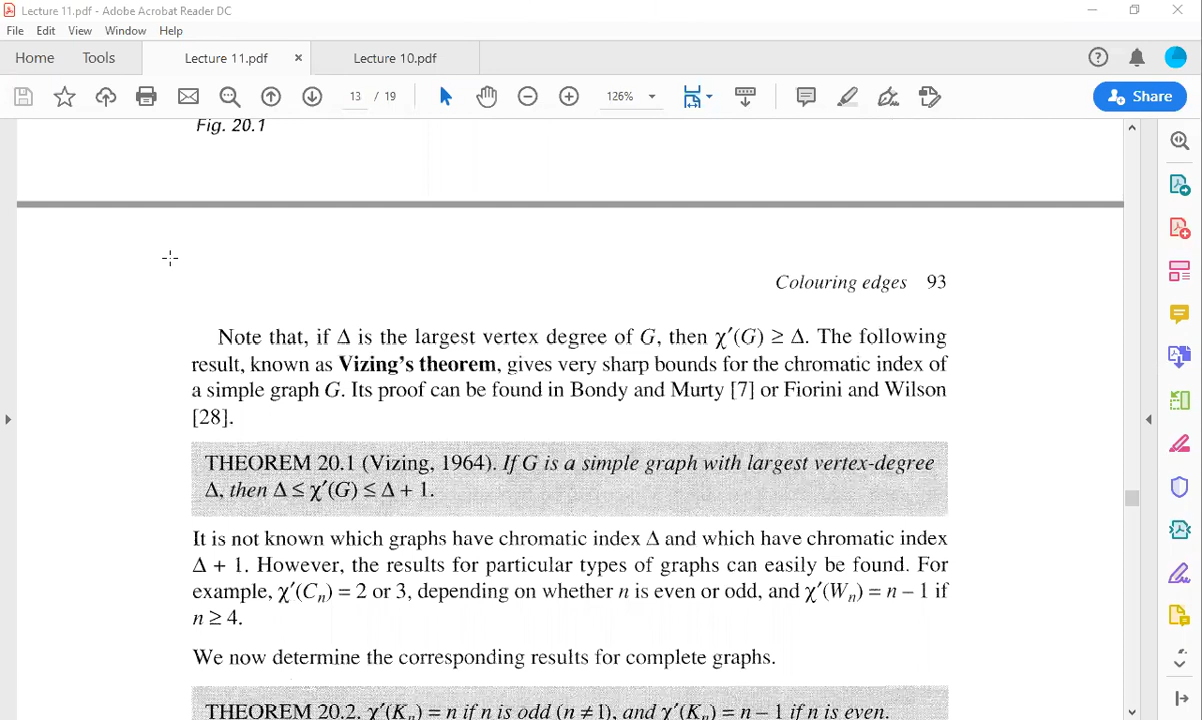 Lecture 11.pdf - Adobe Acrobat Reader DC
File Edit View Window Help
Home Tools Lecture 11.pdf × Lecture 10.pdf
13 / 19 126% Share
Fig. 20.1
Colouring edges 93
Note that, if Δ is the largest vertex degree of G, then χ′(G) ≥ Δ. The following
result, known as Vizing's theorem, gives very sharp bounds for the chromatic index of
a simple graph G. Its proof can be found in Bondy and Murty [7] or Fiorini and Wilson
[28].
THEOREM 20.1 (Vizing, 1964). If G is a simple graph with largest vertex-degree
Δ, then Δ ≤ χ′(G) ≤ Δ + 1.
It is not known which graphs have chromatic index Δ and which have chromatic index
Δ + 1. However, the results for particular types of graphs can easily be found. For
example, χ′(Cₙ) = 2 or 3, depending on whether n is even or odd, and χ′(Wₙ) = n – 1 if
n ≥ 4.
We now determine the corresponding results for complete graphs.
THEOREM 20.2. χ′(Kₙ) = n if n is odd (n ≠ 1), and χ′(Kₙ) = n – 1 if n is even.